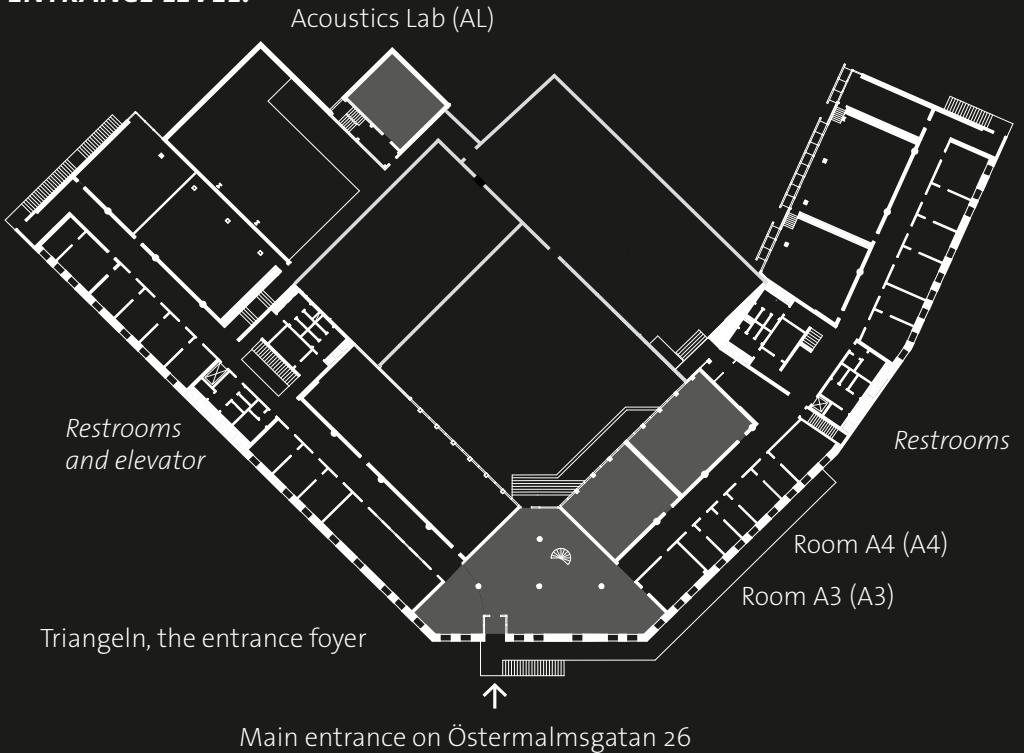 ENTRANCE LEVEL:
Acoustics Lab (AL)
Restrooms
and elevator
Restrooms
Room A4 (A4)
Room A3 (A3)
Triangeln, the entrance foyer
Main entrance on Östermalmsgatan 26